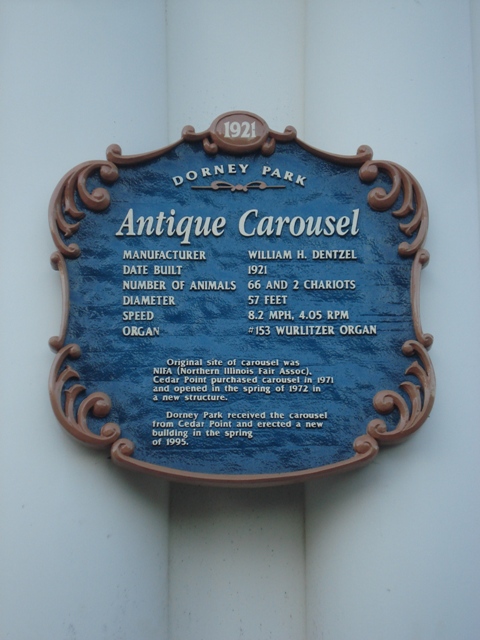 1921
DORNEY PARK
Antique Carousel
MANUFACTURER WILLIAM H. DENTZEL
DATE BUILT 1921
NUMBER OF ANIMALS 66 AND 2 CHARIOTS
DIAMETER 57 FEET
SPEED 8.2 MPH, 4.05 RPM
ORGAN #153 WURLITZER ORGAN
Original site of carousel was
NIFA (Northern Illinois Fair Assoc).
Cedar Point purchased carousel in 1971
and opened in the spring of 1972 in
a new structure.
Dorney Park received the carousel
from Cedar Point and erected a new
building in the spring
of 1995.